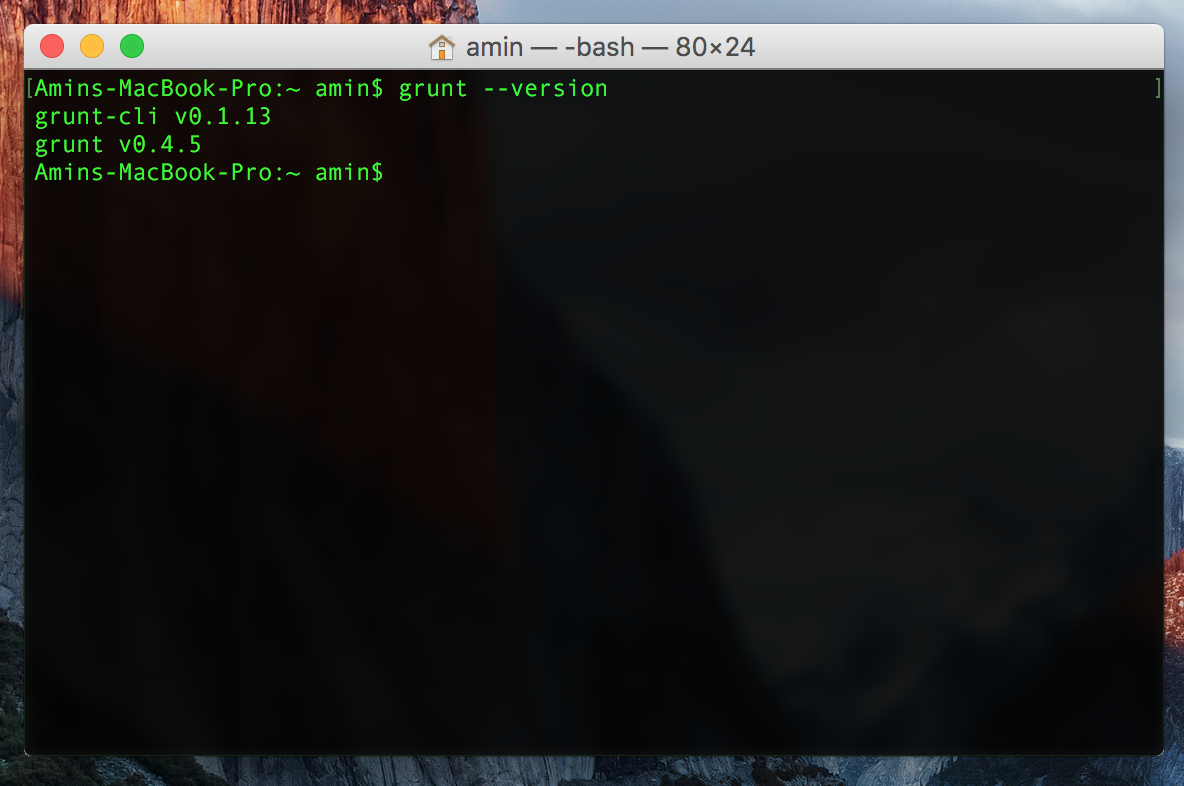 amin — -bash — 80×24
[Amins-MacBook-Pro:~ amin$ grunt --version ]
grunt-cli v0.1.13
grunt v0.4.5
Amins-MacBook-Pro:~ amin$